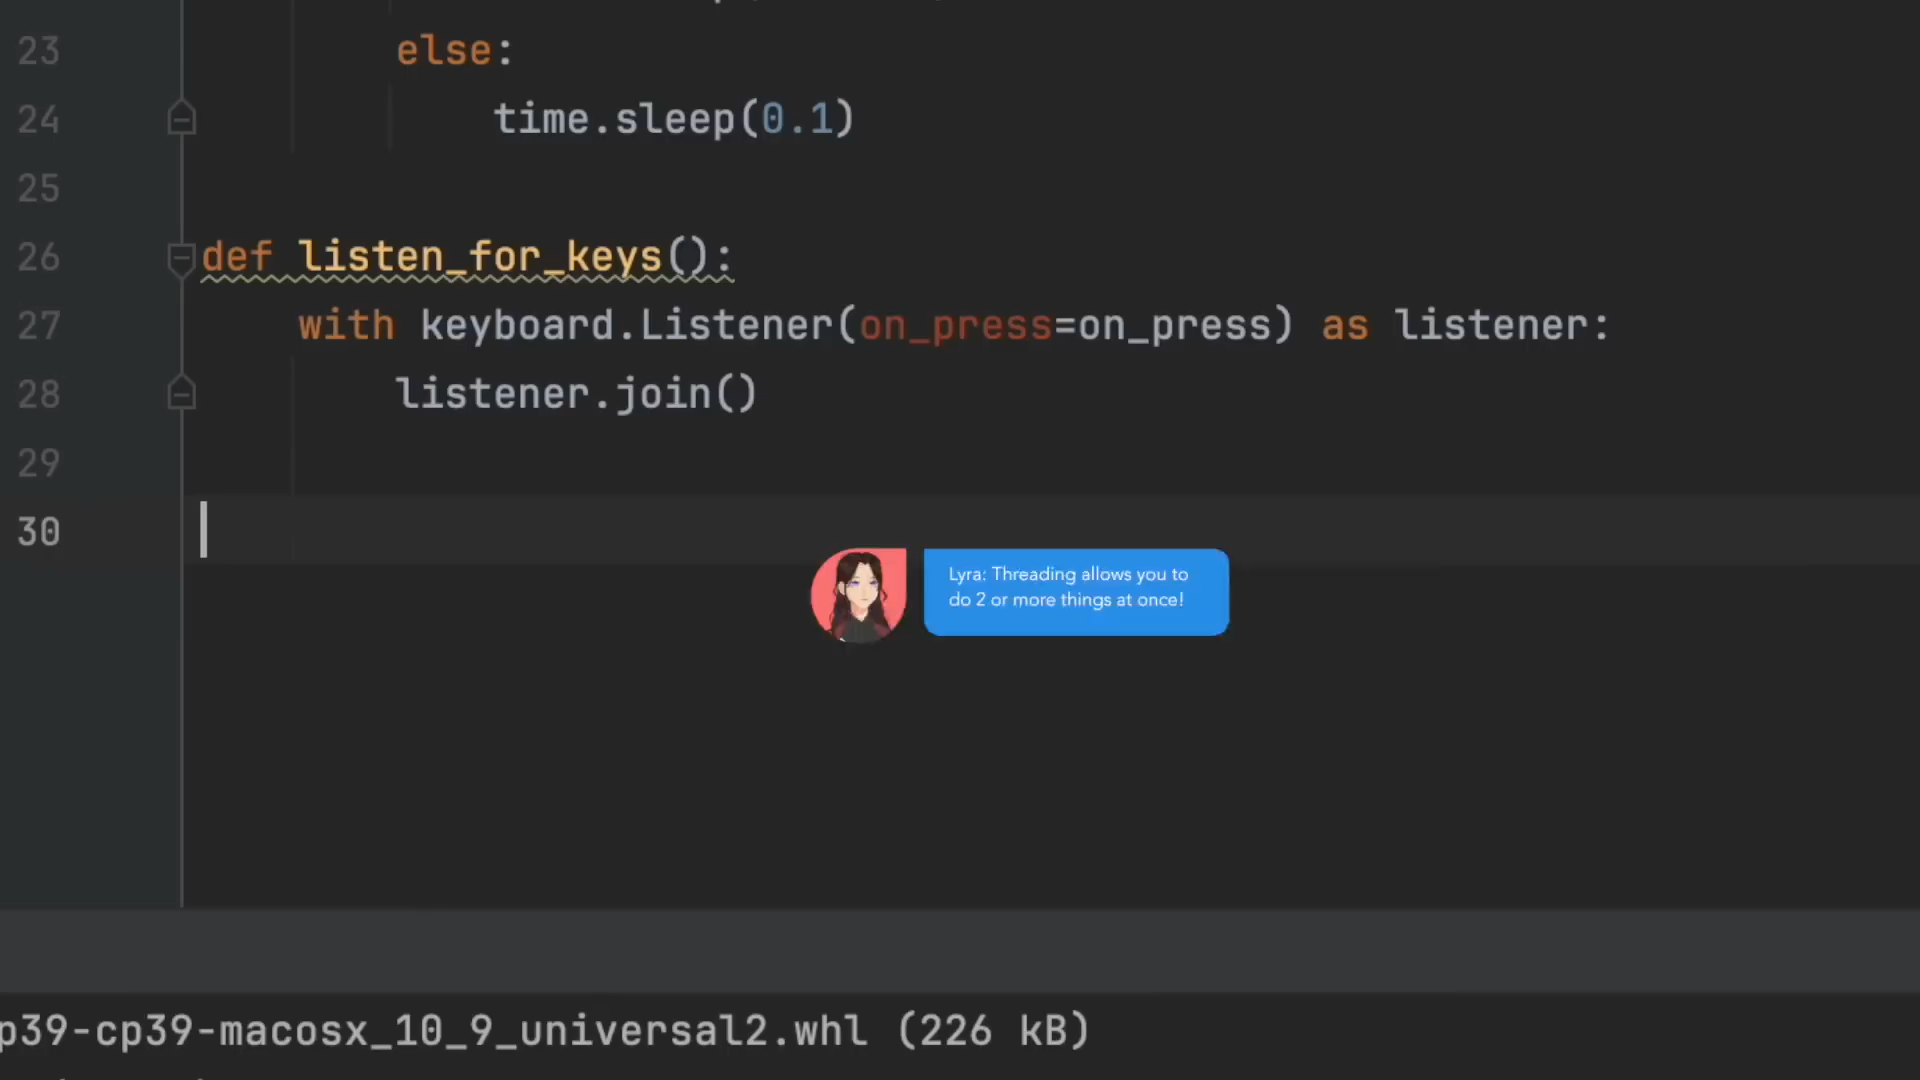 23 else:
24 time.sleep(0.1)
25
26 def listen_for_keys():
27 with keyboard.Listener(on_press=on_press) as listener:
28 listener.join()
29
30
Lyra: Threading allows you to
do 2 or more things at once!
p39-cp39-macosx_10_9_universal2.whl (226 kB)